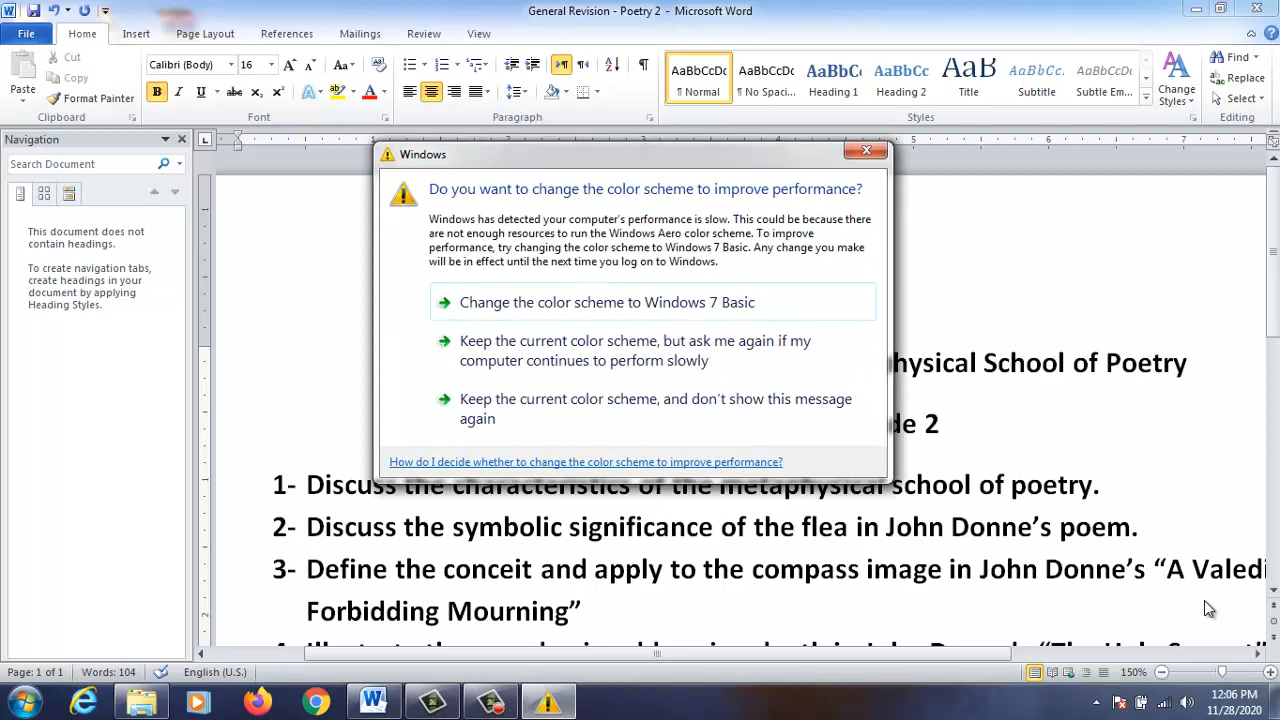 General Revision - Poetry 2 - Microsoft Word
File Home Insert Page Layout References Mailings Review View
Paste
Cut
Copy
Format Painter
Clipboard
Calibri (Body) 16
Font
Paragraph
AaBbCcDc AaBbCcDc AaBbC AaBbCc AaB AaBbCc. AaBbCcDc
¶ Normal ¶ No Spaci... Heading 1 Heading 2 Title Subtitle Subtle Em...
Styles
Change Styles
Find
Replace
Select
Editing
Navigation
Search Document
This document does not
contain headings.
To create navigation tabs,
create headings in your
document by applying
Heading Styles.
Windows
Do you want to change the color scheme to improve performance?
Windows has detected your computer's performance is slow. This could be because there
are not enough resources to run the Windows Aero color scheme. To improve
performance, try changing the color scheme to Windows 7 Basic. Any change you make
will be in effect until the next time you log on to Windows.
Change the color scheme to Windows 7 Basic
Keep the current color scheme, but ask me again if my
computer continues to perform slowly
Keep the current color scheme, and don't show this message
again
How do I decide whether to change the color scheme to improve performance?
hysical School of Poetry
de 2
1- Discuss the characteristics of the metaphysical school of poetry.
2- Discuss the symbolic significance of the flea in John Donne's poem.
3- Define the conceit and apply to the compass image in John Donne's “A Valedi
Forbidding Mourning”
Page: 1 of 1 Words: 104 English (U.S.) 150%
12:06 PM
11/28/2020